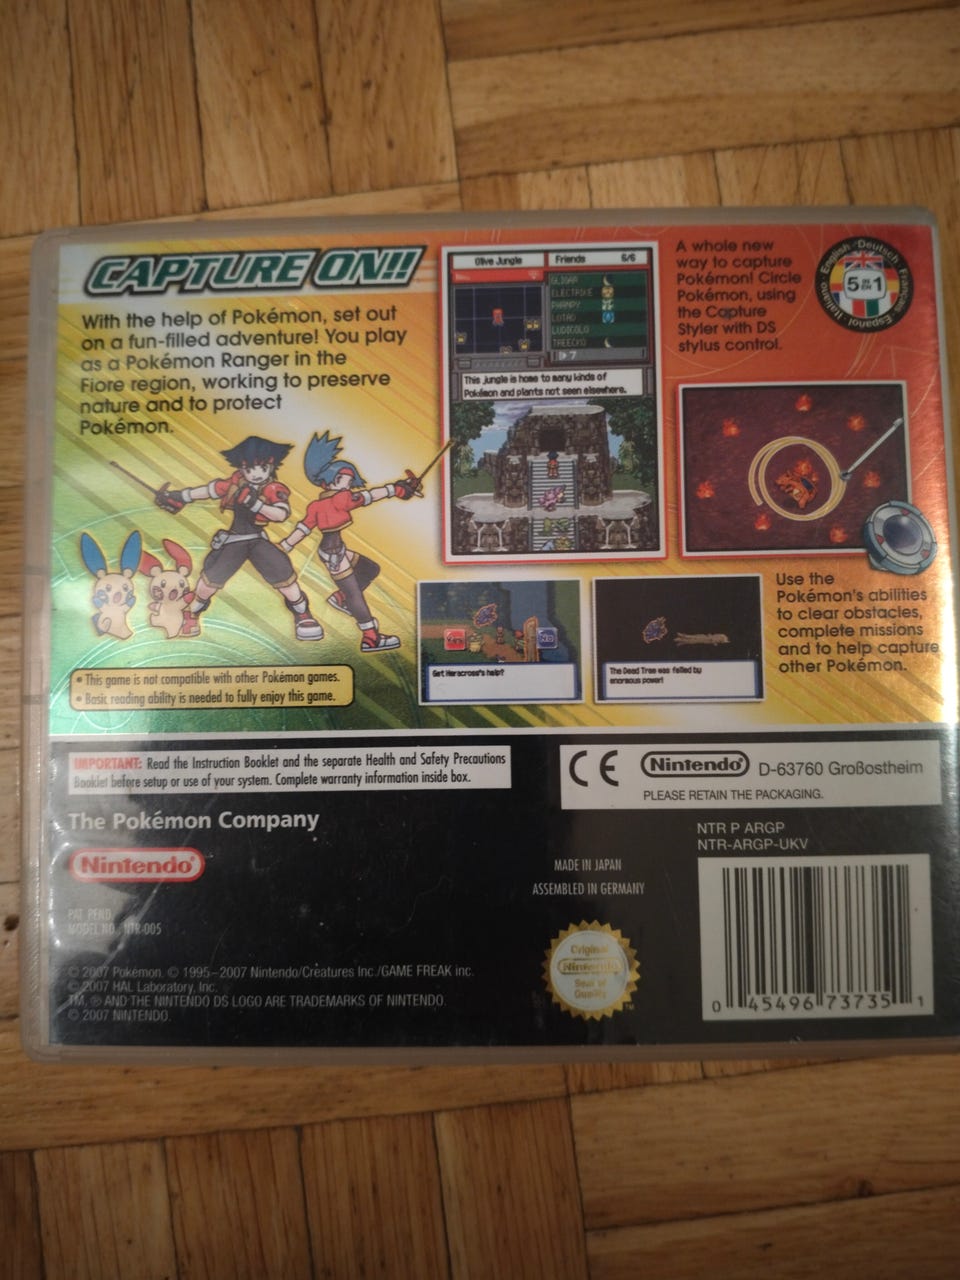 CAPTURE ON!!
With the help of Pokémon, set out
on a fun-filled adventure! You play
as a Pokémon Ranger in the
Fiore region, working to preserve
nature and to protect
Pokémon.
Olive Jungle
Friends 6/6
GLIGAR
ELECTRIKE
PHANPY
LOTAD
LUDICOLO
TREECKO
7
This jungle is home to many kinds of
Pokémon and plants not seen elsewhere.
A whole new
way to capture
Pokémon! Circle
Pokémon, using
the Capture
Styler with DS
stylus control.
English · Deutsch · Français · Español · Italiano
5 IN 1
Yes
No
Get Heracross's help?
The Dead Tree was felled by
enormous power!
Use the
Pokémon's abilities
to clear obstacles,
complete missions
and to help capture
other Pokémon.
• This game is not compatible with other Pokémon games.
• Basic reading ability is needed to fully enjoy this game.
IMPORTANT: Read the Instruction Booklet and the separate Health and Safety Precautions
Booklet before setup or use of your system. Complete warranty information inside box.
CE Nintendo® D-63760 Großostheim
PLEASE RETAIN THE PACKAGING.
The Pokémon Company
Nintendo®
NTR P ARGP
NTR-ARGP-UKV
MADE IN JAPAN
ASSEMBLED IN GERMANY
PAT. PEND.
MODEL NO.: NTR-005
© 2007 Pokémon. © 1995–2007 Nintendo/Creatures Inc./GAME FREAK inc.
© 2007 HAL Laboratory, Inc.
TM, ® AND THE NINTENDO DS LOGO ARE TRADEMARKS OF NINTENDO.
© 2007 NINTENDO.
Original
Nintendo
Seal of
Quality
TM
0 45496 73735 1